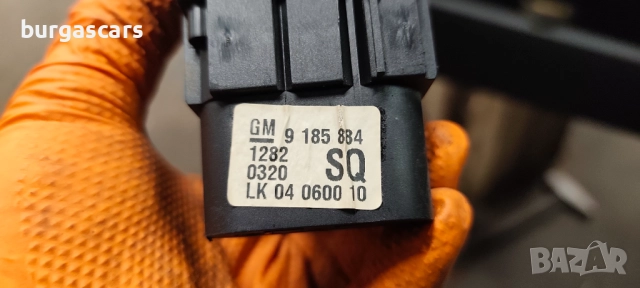 burgascars
GM 9 185 884
1282
0320 SQ
LK 04 0600 10
BAZAR